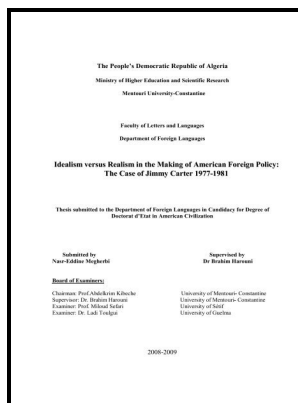 The People's Democratic Republic of Algeria
Ministry of Higher Education and Scientific Research
Mentouri University-Constantine
Faculty of Letters and Languages
Department of Foreign Languages
Idealism versus Realism in the Making of American Foreign Policy:
The Case of Jimmy Carter 1977-1981
Thesis submitted to the Department of Foreign Languages in Candidacy for Degree of
Doctorat d'Etat in American Civilization
Submitted by Supervised by
Nasr-Eddine Megherbi Dr Brahim Harouni
Board of Examiners:
Chairman: Prof.Abdelkrim Kibeche University of Mentouri- Constantine
Supervisor: Dr. Brahim Harouni University of Mentouri- Constantine
Examiner: Prof. Miloud Sefari University of Sétif
Examiner: Dr. Ladi Toulgui University of Guelma
2008-2009